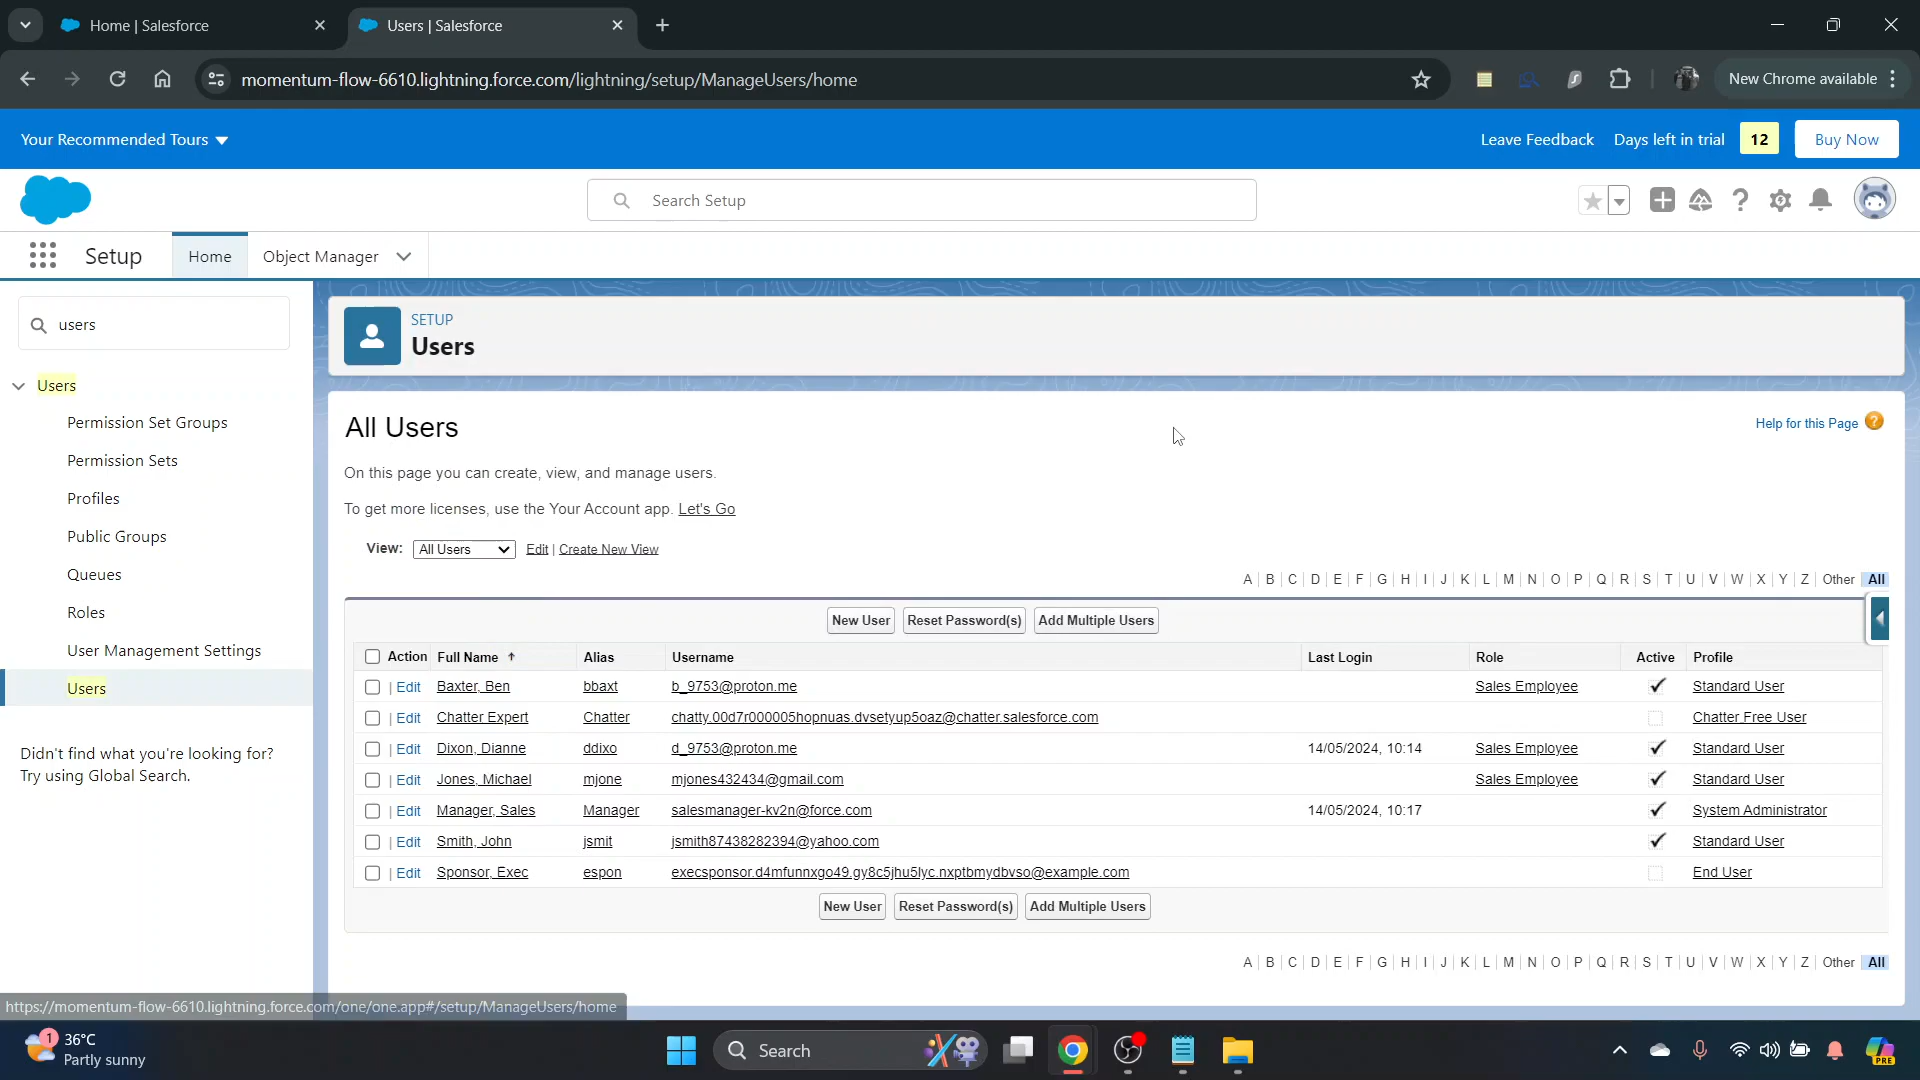 Home | Salesforce
Users | Salesforce
momentum-flow-6610.lightning.force.com/lightning/setup/ManageUsers/home
New Chrome available
Your Recommended Tours
Leave Feedback
Days left in trial
12
Buy Now
Search Setup
Setup
Home
Object Manager
users
Users
Permission Set Groups
Permission Sets
Profiles
Public Groups
Queues
Roles
User Management Settings
Users
Didn't find what you're looking for?
Try using Global Search.
SETUP
Users
All Users
Help for this Page
On this page you can create, view, and manage users.
To get more licenses, use the Your Account app. Let's Go
View: All Users Edit | Create New View
A | B | C | D | E | F | G | H | I | J | K | L | M | N | O | P | Q | R | S | T | U | V | W | X | Y | Z | Other All
New User Reset Password(s) Add Multiple Users
Action Full Name Alias Username Last Login Role Active Profile
| Edit Baxter, Ben bbaxt b_9753@proton.me Sales Employee Standard User
| Edit Chatter Expert Chatter chatty.00d7r000005hopnuas.dvsetyup5oaz@chatter.salesforce.com Chatter Free User
| Edit Dixon, Dianne ddixo d_9753@proton.me 14/05/2024, 10:14 Sales Employee Standard User
| Edit Jones, Michael mjone mjones432434@gmail.com Sales Employee Standard User
| Edit Manager, Sales Manager salesmanager-kv2n@force.com 14/05/2024, 10:17 System Administrator
| Edit Smith, John jsmit jsmith87438282394@yahoo.com Standard User
| Edit Sponsor, Exec espon execsponsor.d4mfunnxgo49.gy8c5jhu5lyc.nxptbmydbvso@example.com End User
New User Reset Password(s) Add Multiple Users
A | B | C | D | E | F | G | H | I | J | K | L | M | N | O | P | Q | R | S | T | U | V | W | X | Y | Z | Other All
https://momentum-flow-6610.lightning.force.com/one/one.app#/setup/ManageUsers/home
1
36°C
Partly sunny
Search
PRE